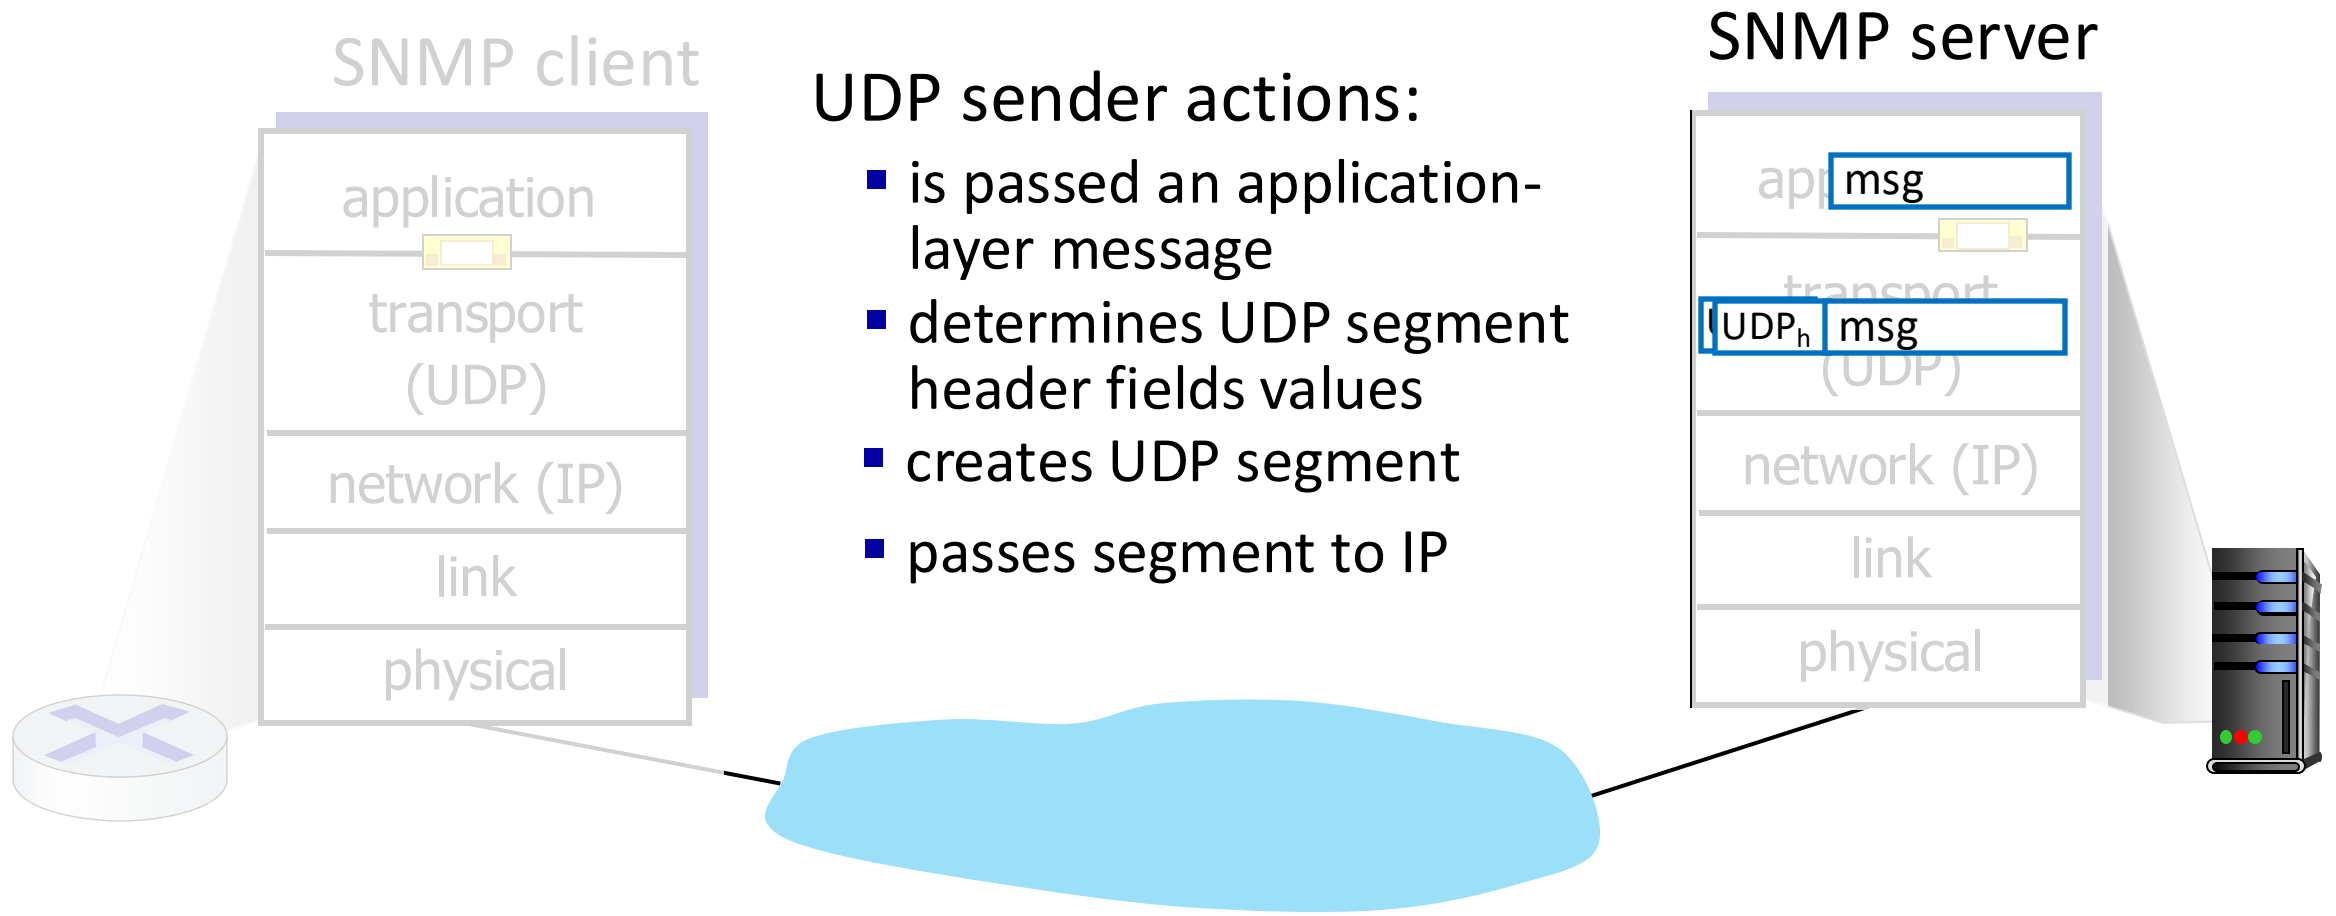 SNMP client
application
transport
(UDP)
network (IP)
link
physical
UDP sender actions:
▪ is passed an application-
layer message
▪ determines UDP segment
header fields values
▪ creates UDP segment
▪ passes segment to IP
SNMP server
msg
transport
UDPh msg
(UDP)
network (IP)
link
physical